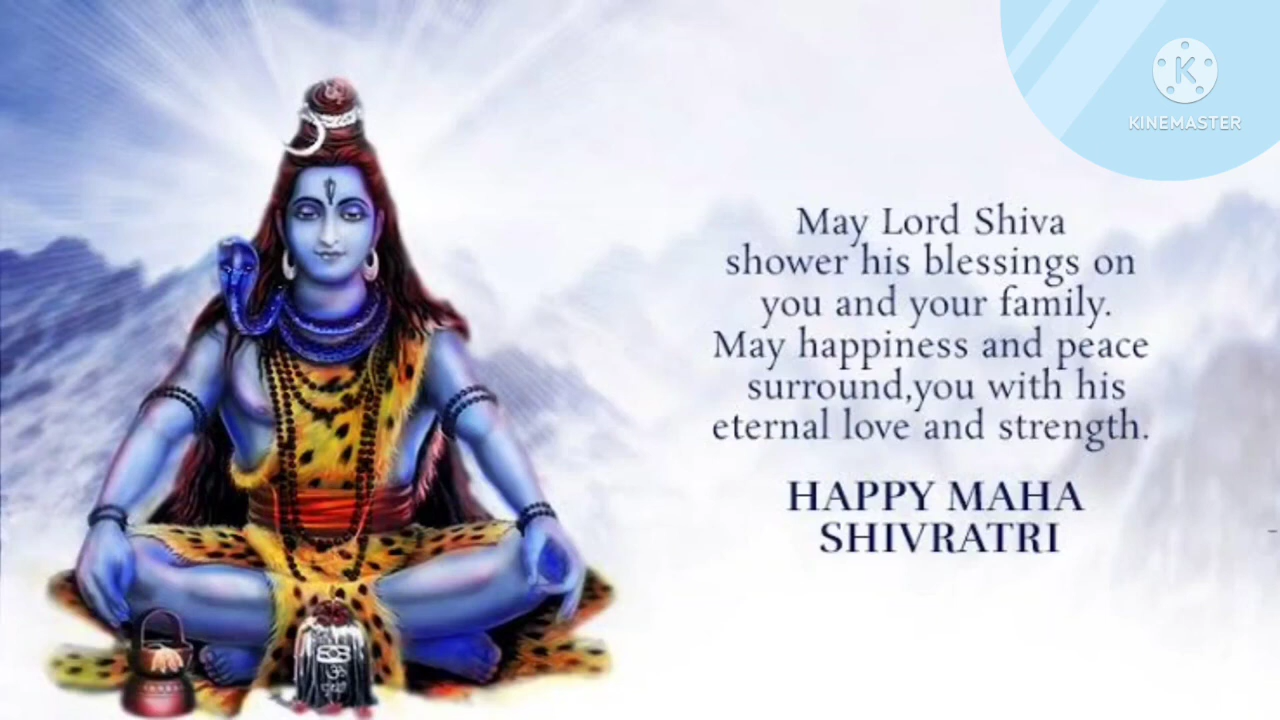 KINEMASTER
May Lord Shiva
shower his blessings on
you and your family.
May happiness and peace
surround,you with his
eternal love and strength.
HAPPY MAHA
SHIVRATRI
ॐ